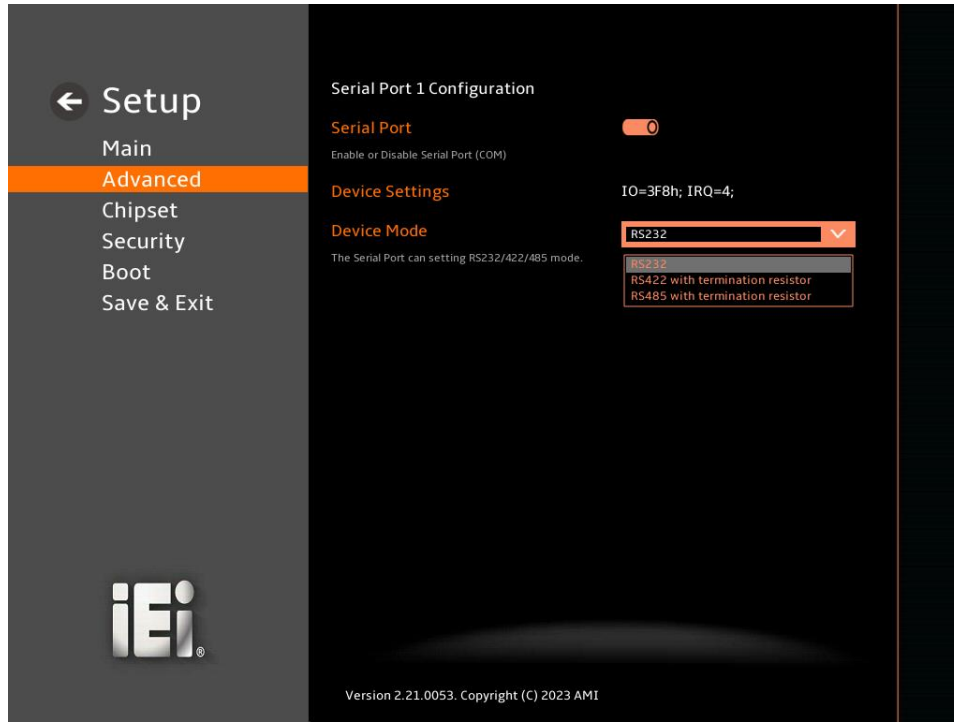 Setup
Main
Advanced
Chipset
Security
Boot
Save & Exit
iEi®
Serial Port 1 Configuration
Serial Port
Enable or Disable Serial Port (COM)
Device Settings IO=3F8h; IRQ=4;
Device Mode RS232
The Serial Port can setting RS232/422/485 mode.
RS232
RS422 with termination resistor
RS485 with termination resistor
Version 2.21.0053. Copyright (C) 2023 AMI